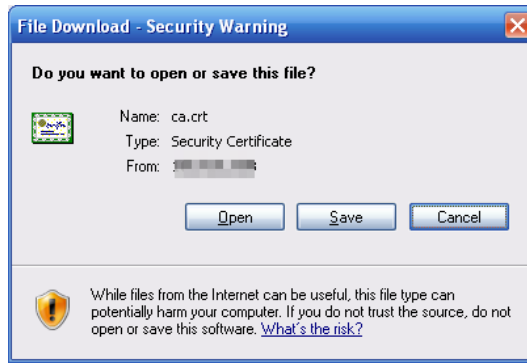 File Download - Security Warning
Do you want to open or save this file?
Name: ca.crt
Type: Security Certificate
From:
Open Save Cancel
While files from the Internet can be useful, this file type can
potentially harm your computer. If you do not trust the source, do not
open or save this software. What's the risk?